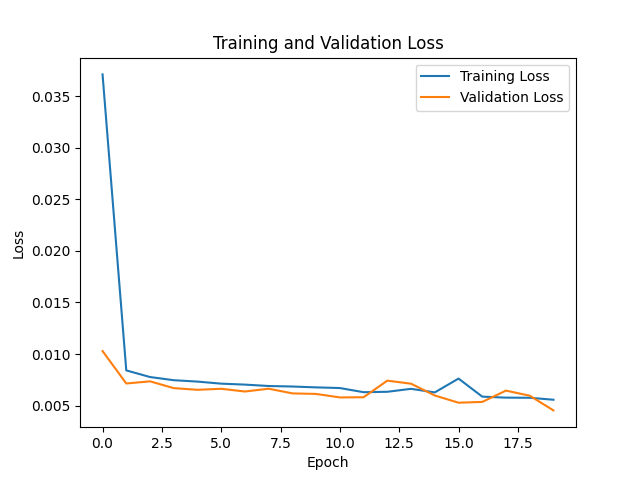 Training and Validation Loss
Training Loss
Validation Loss
Loss
0.035
0.030
0.025
0.020
0.015
0.010
0.005
0.0 2.5 5.0 7.5 10.0 12.5 15.0 17.5
Epoch